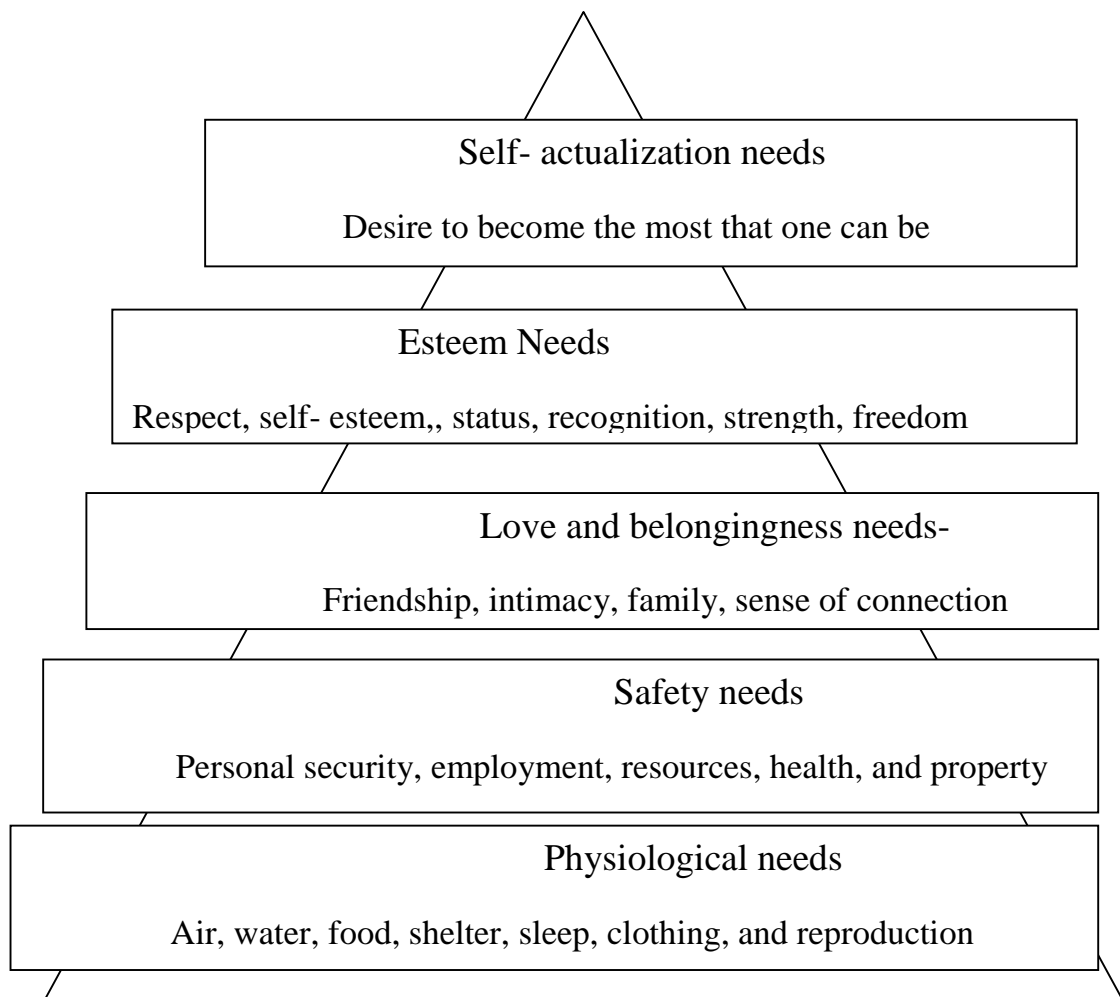 Self- actualization needs
Desire to become the most that one can be
Esteem Needs
Respect, self- esteem,, status, recognition, strength, freedom
Love and belongingness needs-
Friendship, intimacy, family, sense of connection
Safety needs
Personal security, employment, resources, health, and property
Physiological needs
Air, water, food, shelter, sleep, clothing, and reproduction